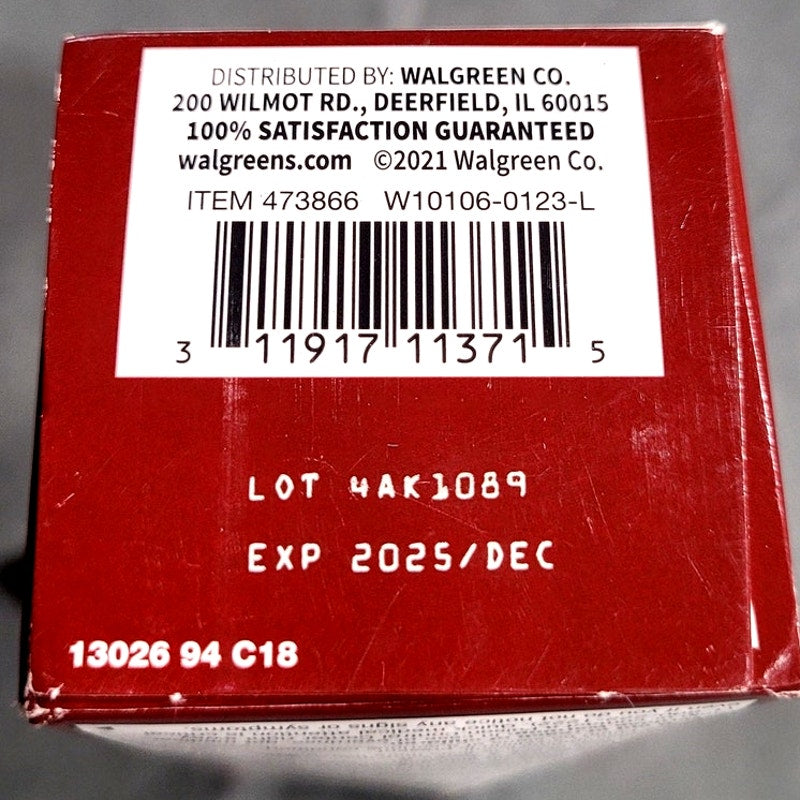 DISTRIBUTED BY: WALGREEN CO.
200 WILMOT RD., DEERFIELD, IL 60015
100% SATISFACTION GUARANTEED
walgreens.com ©2021 Walgreen Co.
ITEM 473866 W10106-0123-L
3 11917 11371 5
LOT 4AK1089
EXP 2025/DEC
13026 94 C18